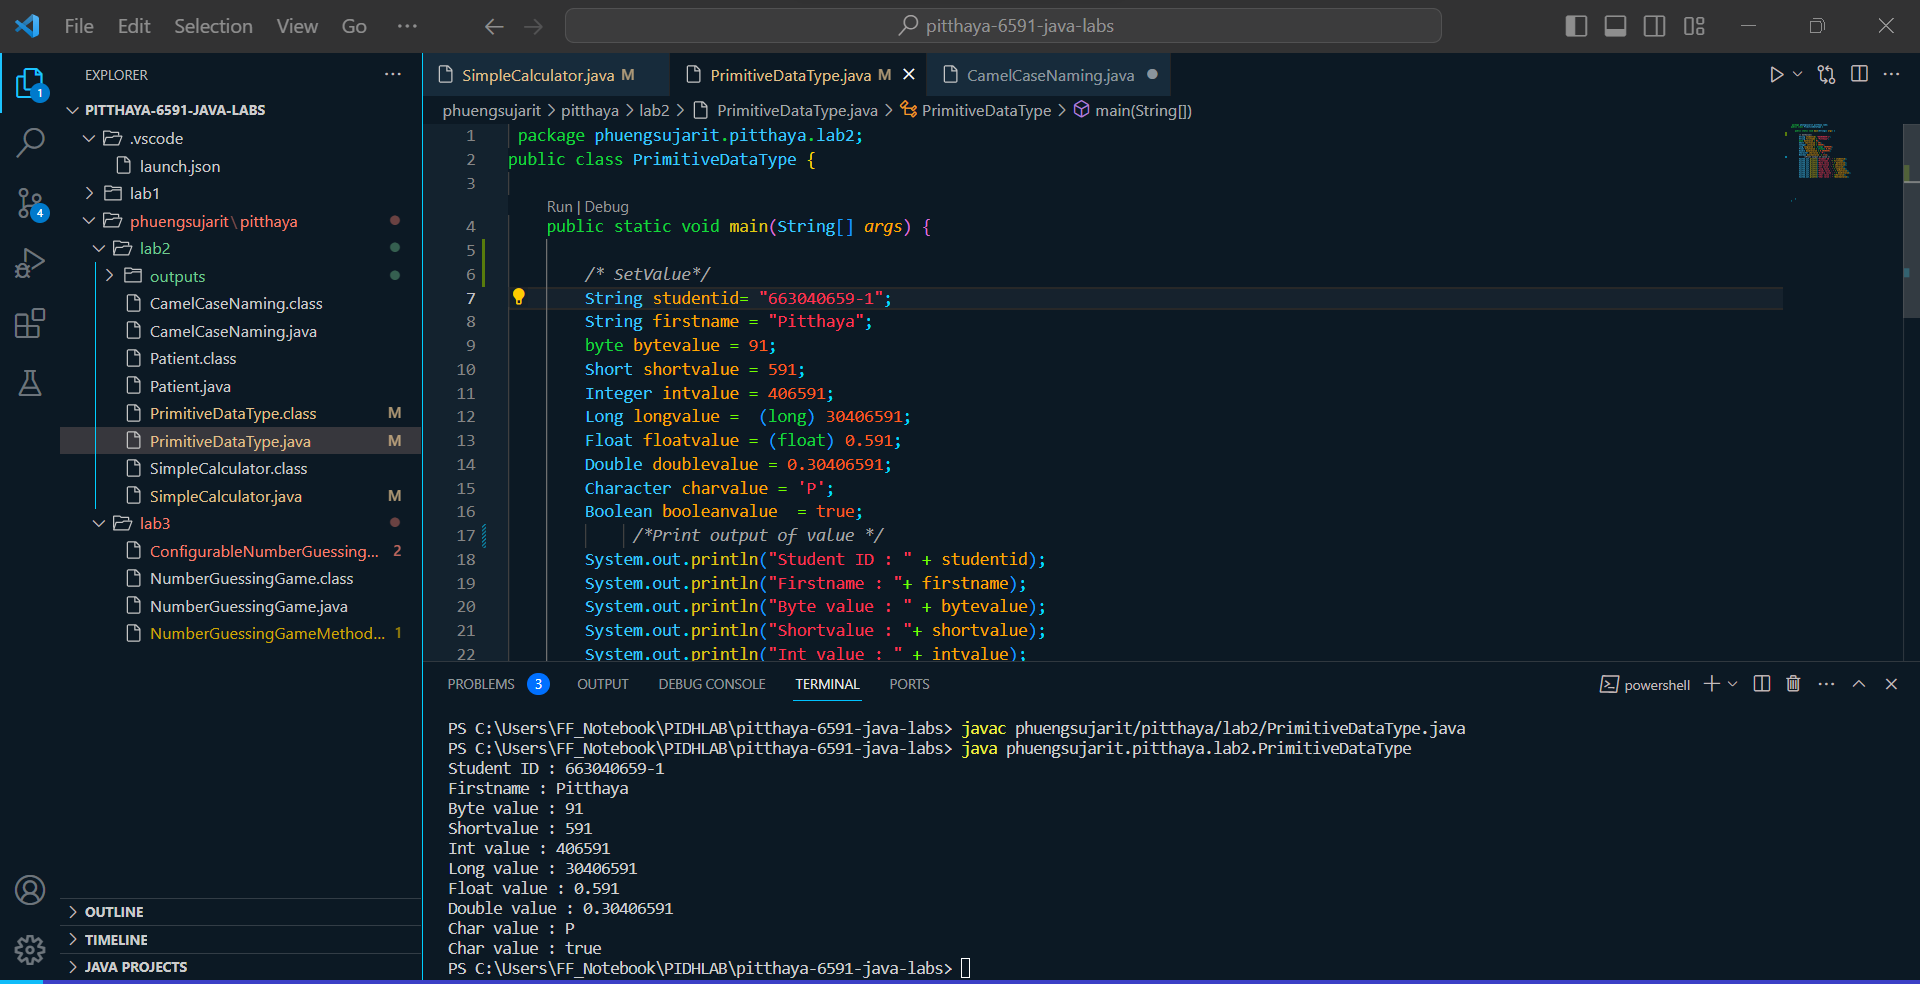 File Edit Selection View Go ··· pitthaya-6591-java-labs
EXPLORER ···
PITTHAYA-6591-JAVA-LABS
.vscode
launch.json
lab1
phuengsujarit\pitthaya
lab2
outputs
CamelCaseNaming.class
CamelCaseNaming.java
Patient.class
Patient.java
PrimitiveDataType.class M
PrimitiveDataType.java M
SimpleCalculator.class
SimpleCalculator.java M
lab3
ConfigurableNumberGuessing... 2
NumberGuessingGame.class
NumberGuessingGame.java
NumberGuessingGameMethod... 1
OUTLINE
TIMELINE
JAVA PROJECTS
1
4
SimpleCalculator.java M PrimitiveDataType.java M CamelCaseNaming.java
phuengsujarit > pitthaya > lab2 > PrimitiveDataType.java > PrimitiveDataType > main(String[])
1 package phuengsujarit.pitthaya.lab2;
2 public class PrimitiveDataType {
3
Run | Debug
4 public static void main(String[] args) {
5
6 /* SetValue*/
7 String studentid= "663040659-1";
8 String firstname = "Pitthaya";
9 byte bytevalue = 91;
10 Short shortvalue = 591;
11 Integer intvalue = 406591;
12 Long longvalue =  (long) 30406591;
13 Float floatvalue = (float) 0.591;
14 Double doublevalue = 0.30406591;
15 Character charvalue = 'P';
16 Boolean booleanvalue  = true;
17 /*Print output of value */
18 System.out.println("Student ID : " + studentid);
19 System.out.println("Firstname : "+ firstname);
20 System.out.println("Byte value : " + bytevalue);
21 System.out.println("Shortvalue : "+ shortvalue);
22 System.out.println("Int value : " + intvalue);
PROBLEMS 3 OUTPUT DEBUG CONSOLE TERMINAL PORTS powershell
PS C:\Users\FF_Notebook\PIDHLAB\pitthaya-6591-java-labs> javac phuengsujarit/pitthaya/lab2/PrimitiveDataType.java
PS C:\Users\FF_Notebook\PIDHLAB\pitthaya-6591-java-labs> java phuengsujarit.pitthaya.lab2.PrimitiveDataType
Student ID : 663040659-1
Firstname : Pitthaya
Byte value : 91
Shortvalue : 591
Int value : 406591
Long value : 30406591
Float value : 0.591
Double value : 0.30406591
Char value : P
Char value : true
PS C:\Users\FF_Notebook\PIDHLAB\pitthaya-6591-java-labs>